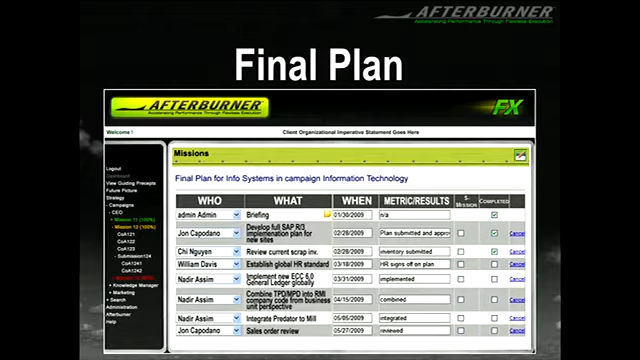 AFTERBURNER
Accelerating Performance Through Flawless Execution
Final Plan
AFTERBURNER
Accelerating Performance Through Flawless Execution
FX
Welcome !
Client Organizational Imperative Statement Goes Here
Logout
Dashboard
View Guiding Precepts
Future Picture
Strategy
- Campaigns
- CEO
+ Mission 11 (100%)
- Mission 12 (100%)
CoA121
CoA122
CoA123
- Submission124
CoA1241
CoA1242
+ Knowledge Manager
+ Marketing
+ Search
Administration
Afterburner
Help
Missions
Final Plan for Info Systems in campaign Information Technology
WHO WHAT WHEN METRIC/RESULTS S-MISSION COMPLETED
admin Admin Briefing 01/30/2009 n/a
Jon Capodano Develop full SAP R/3 implemenation plan for new sites 02/28/2009 Plan submitted and approv Cancel
Chi Nguyen Review current scrap inv. 02/28/2009 inventory submitted Cancel
William Davis Establish global HR standard 03/18/2009 HR signs off on plan Cancel
Nadir Assim Implement new ECC 6.0 General Ledger globally 03/31/2009 implemented Cancel
Nadir Assim Combine TPD/MPD into RMI company code from business unit perspective 04/15/2009 combined Cancel
Nadir Assim Integrate Predator to Mill 05/05/2009 integrated Cancel
Jon Capodano Sales order review 05/27/2009 reviewed Cancel